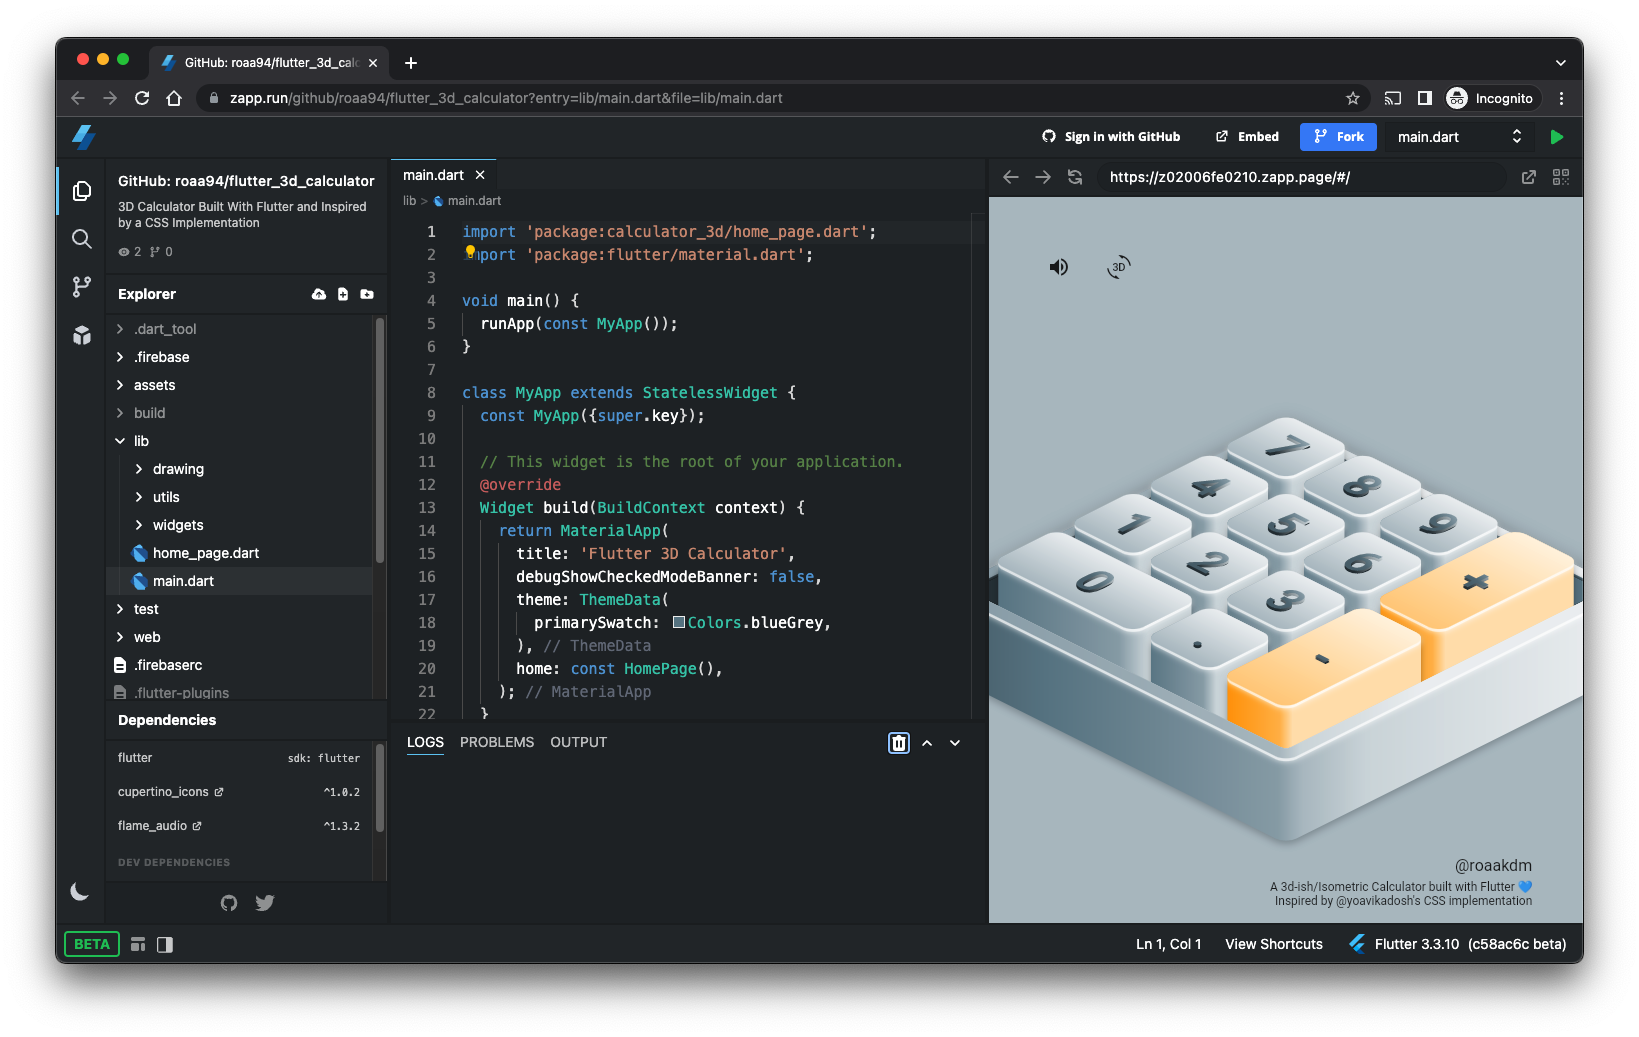 GitHub: roaa94/flutter_3d_calc
zapp.run/github/roaa94/flutter_3d_calculator?entry=lib/main.dart&file=lib/main.dart
Incognito
Sign in with GitHub
Embed
Fork
main.dart
GitHub: roaa94/flutter_3d_calculator
3D Calculator Built With Flutter and Inspired
by a CSS Implementation
2 0
Explorer
.dart_tool
.firebase
assets
build
lib
drawing
utils
widgets
home_page.dart
main.dart
test
web
.firebaserc
.flutter-plugins
Dependencies
flutter sdk: flutter
cupertino_icons ^1.0.2
flame_audio ^1.3.2
DEV DEPENDENCIES
main.dart
lib > main.dart
1 import 'package:calculator_3d/home_page.dart';
2 mport 'package:flutter/material.dart';
3
4 void main() {
5 runApp(const MyApp());
6 }
7
8 class MyApp extends StatelessWidget {
9 const MyApp({super.key});
10
11 // This widget is the root of your application.
12 @override
13 Widget build(BuildContext context) {
14 return MaterialApp(
15 title: 'Flutter 3D Calculator',
16 debugShowCheckedModeBanner: false,
17 theme: ThemeData(
18 primarySwatch: Colors.blueGrey,
19 ), // ThemeData
20 home: const HomePage(),
21 ); // MaterialApp
22 }
LOGS PROBLEMS OUTPUT
https://z02006fe0210.zapp.page/#/
3D
7
4 8
1 5 9
0 2 6 ×
3
. -
@roaakdm
A 3d-ish/Isometric Calculator built with Flutter 💙
Inspired by @yoavikadosh's CSS implementation
BETA
Ln 1, Col 1
View Shortcuts
Flutter 3.3.10 (c58ac6c beta)